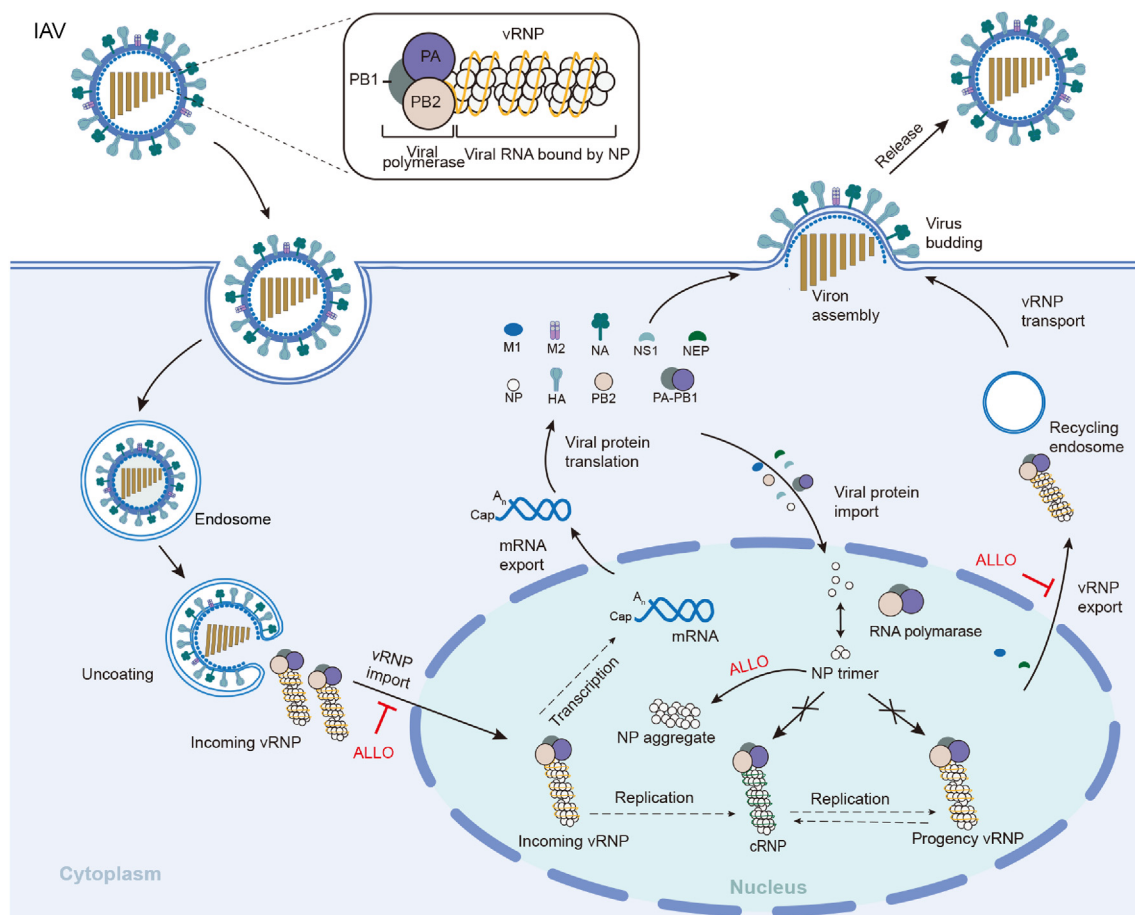 IAV
vRNP
PA
PB1
PB2
Viral
polymerase
Viral RNA bound by NP
Release
Virus
budding
Viron
assembly
vRNP
transport
M1
M2
NA
NS1
NEP
NP
HA
PB2
PA-PB1
Recycling
endosome
Viral protein
translation
An
Cap
mRNA
export
Viral protein
import
Endosome
ALLO
vRNP
export
An
Cap
mRNA
RNA polymarase
Uncoating
vRNP
import
Transcription
ALLO
NP trimer
Incoming vRNP
ALLO
NP aggregate
Replication
Replication
Incoming vRNP
cRNP
Progency vRNP
Cytoplasm
Nucleus